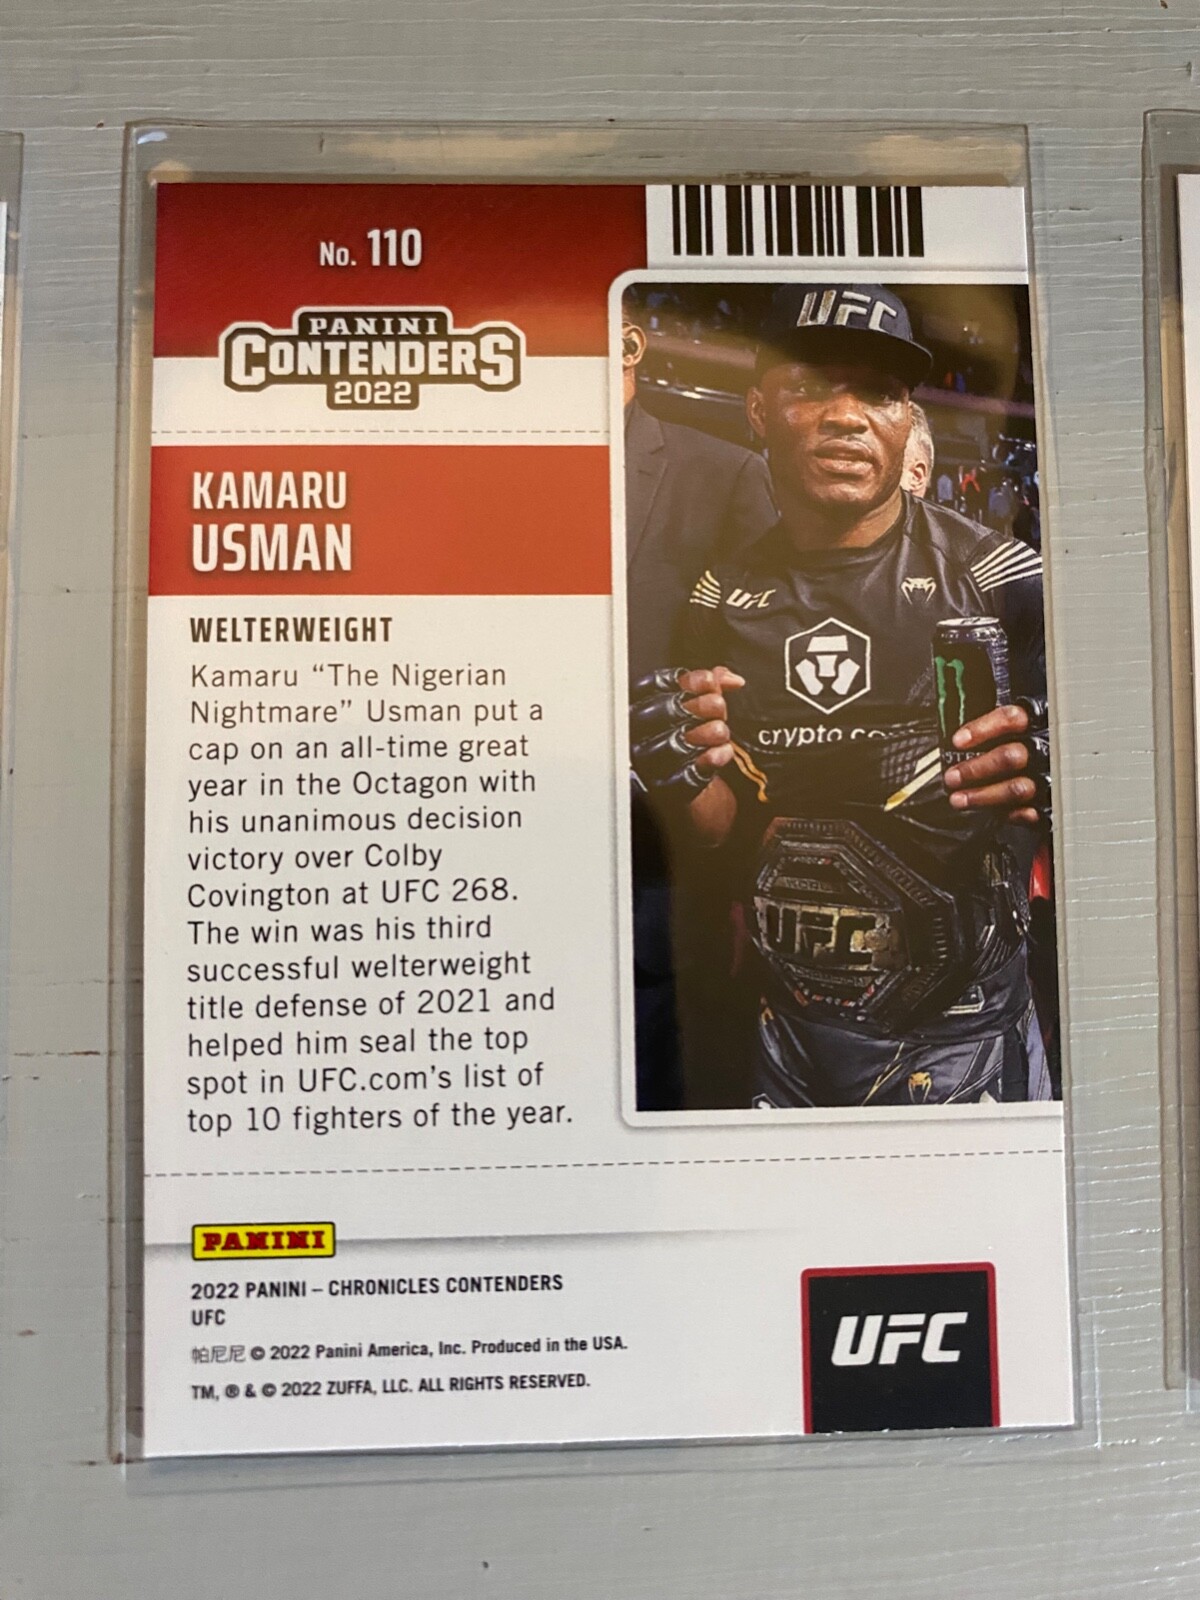 No. 110
PANINI
CONTENDERS
2022
KAMARU
USMAN
WELTERWEIGHT
Kamaru “The Nigerian
Nightmare” Usman put a
cap on an all-time great
year in the Octagon with
his unanimous decision
victory over Colby
Covington at UFC 268.
The win was his third
successful welterweight
title defense of 2021 and
helped him seal the top
spot in UFC.com’s list of
top 10 fighters of the year.
UFC
UFC
crypto.co
UFC
PANINI
2022 PANINI – CHRONICLES CONTENDERS
UFC
帕尼尼 © 2022 Panini America, Inc. Produced in the USA.
TM, ® & © 2022 ZUFFA, LLC. ALL RIGHTS RESERVED.
UFC